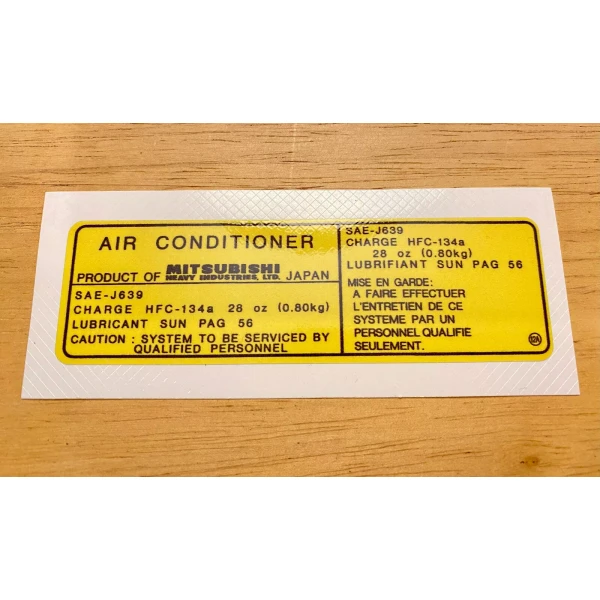 AIR CONDITIONER
PRODUCT OF MITSUBISHI HEAVY INDUSTRIES, LTD. JAPAN
SAE-J639
CHARGE HFC-134a 28 oz (0.80kg)
LUBRICANT SUN PAG 56
CAUTION : SYSTEM TO BE SERVICED BY
QUALIFIED PERSONNEL
SAE-J639
CHARGE HFC-134a
28 oz (0.80kg)
LUBRIFIANT SUN PAG 56
MISE EN GARDE:
A FAIRE EFFECTUER
L'ENTRETIEN DE CE
SYSTEME PAR UN
PERSONNEL QUALIFIE
SEULEMENT.